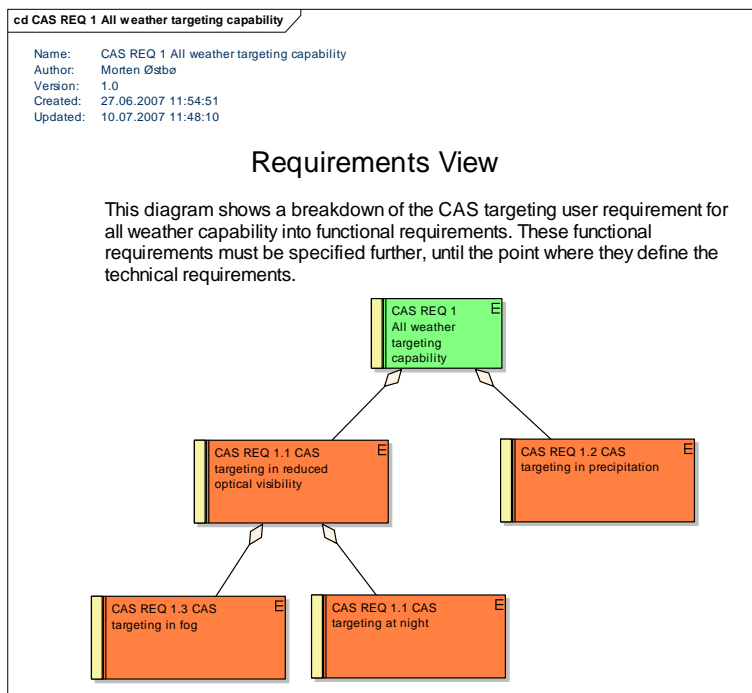 cd CAS REQ 1 All weather targeting capability
Name: CAS REQ 1 All weather targeting capability
Author: Morten Østbø
Version: 1.0
Created: 27.06.2007 11:54:51
Updated: 10.07.2007 11:48:10
Requirements View
This diagram shows a breakdown of the CAS targeting user requirement for
all weather capability into functional requirements. These functional
requirements must be specified further, until the point where they define the
technical requirements.
CAS REQ 1 E
All weather
targeting
capability
CAS REQ 1.1 CAS E
targeting in reduced
optical visibility
CAS REQ 1.2 CAS E
targeting in precipitation
CAS REQ 1.3 CAS E
targeting in fog
CAS REQ 1.1 CAS E
targeting at night